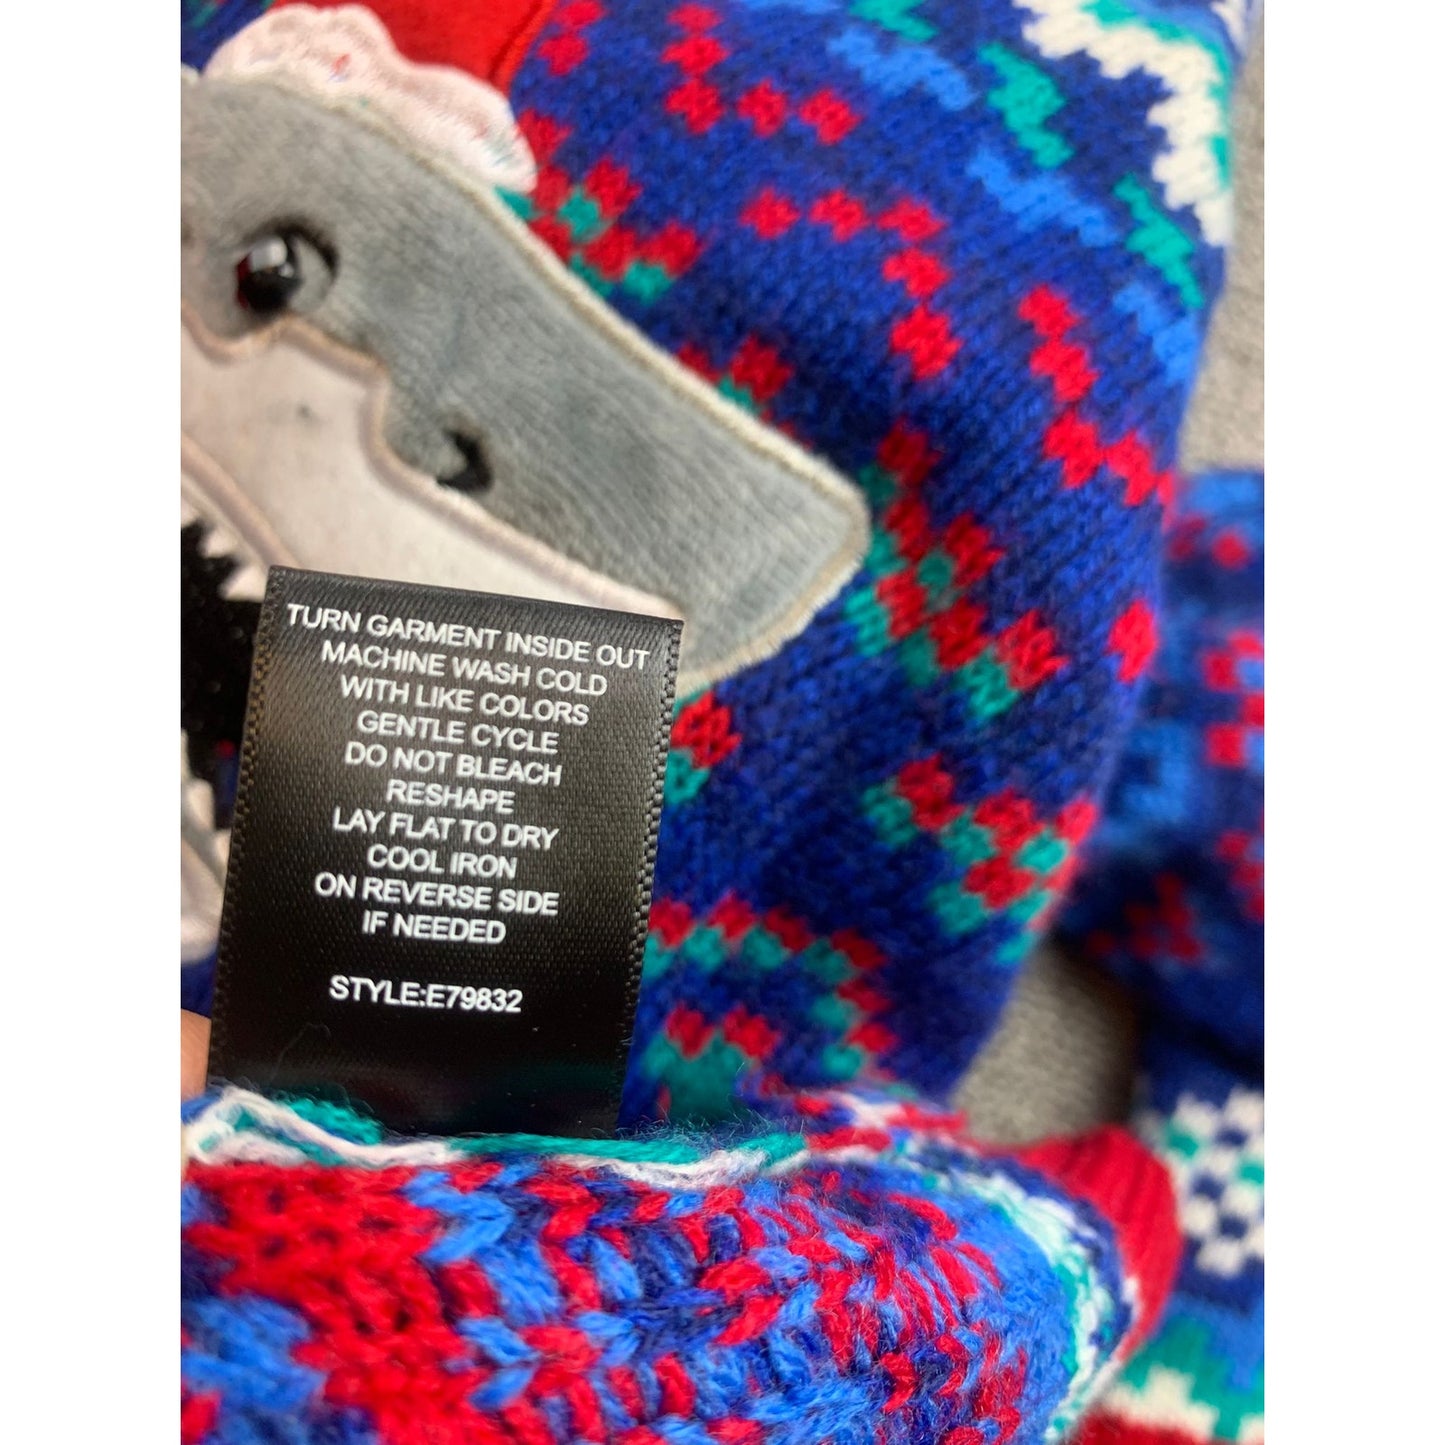 TURN GARMENT INSIDE OUT
MACHINE WASH COLD
WITH LIKE COLORS
GENTLE CYCLE
DO NOT BLEACH
RESHAPE
LAY FLAT TO DRY
COOL IRON
ON REVERSE SIDE
IF NEEDED
STYLE:E79832